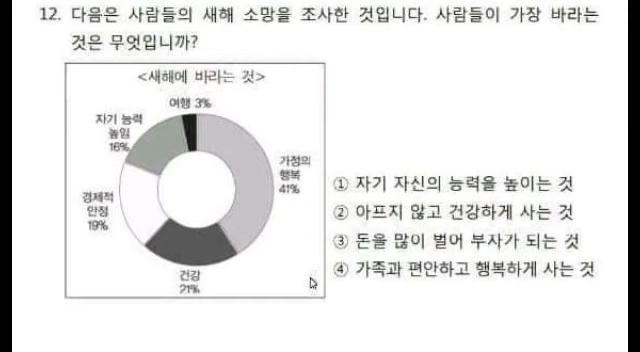 12. 다음은 사람들의 새해 소망을 조사한 것입니다. 사람들이 가장 바라는
것은 무엇입니까?
<새해에 바라는 것>
여행 3%
자기 능력
높임
16%
가정의
행복
41%
경제적
안정
19%
건강
21%
① 자기 자신의 능력을 높이는 것
② 아프지 않고 건강하게 사는 것
③ 돈을 많이 벌어 부자가 되는 것
④ 가족과 편안하고 행복하게 사는 것